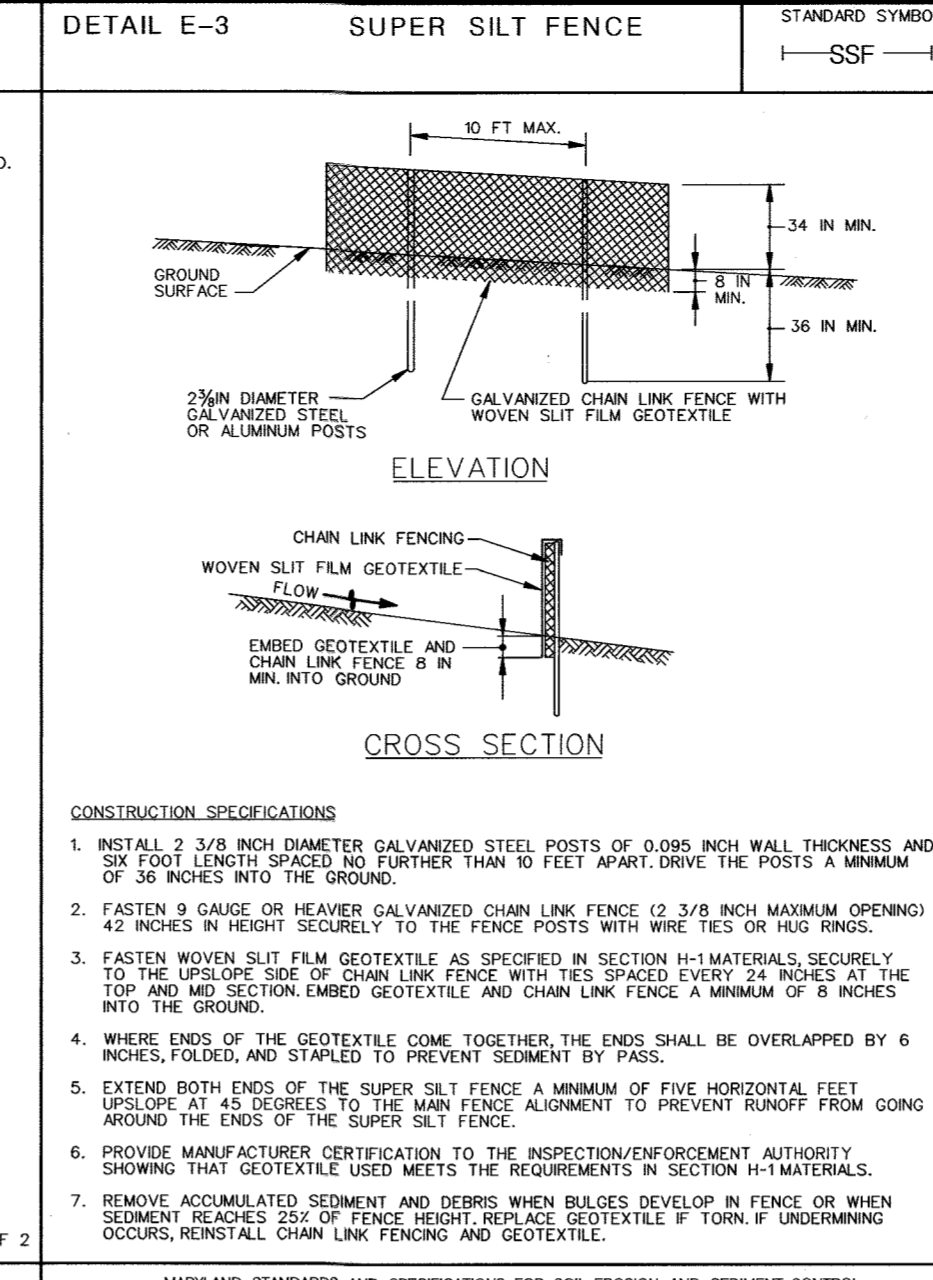 DETAIL E-3 SUPER SILT FENCE
STANDARD SYMBO
SSF
10 FT MAX.
34 IN MIN.
GROUND
SURFACE
8 IN
MIN.
36 IN MIN.
2⅜IN DIAMETER
GALVANIZED STEEL
OR ALUMINUM POSTS
GALVANIZED CHAIN LINK FENCE WITH
WOVEN SLIT FILM GEOTEXTILE
ELEVATION
CHAIN LINK FENCING
WOVEN SLIT FILM GEOTEXTILE
FLOW
EMBED GEOTEXTILE AND
CHAIN LINK FENCE 8 IN
MIN. INTO GROUND
CROSS SECTION
CONSTRUCTION SPECIFICATIONS
1. INSTALL 2 3/8 INCH DIAMETER GALVANIZED STEEL POSTS OF 0.095 INCH WALL THICKNESS AND
SIX FOOT LENGTH SPACED NO FURTHER THAN 10 FEET APART. DRIVE THE POSTS A MINIMUM
OF 36 INCHES INTO THE GROUND.
2. FASTEN 9 GAUGE OR HEAVIER GALVANIZED CHAIN LINK FENCE (2 3/8 INCH MAXIMUM OPENING)
42 INCHES IN HEIGHT SECURELY TO THE FENCE POSTS WITH WIRE TIES OR HUG RINGS.
3. FASTEN WOVEN SLIT FILM GEOTEXTILE AS SPECIFIED IN SECTION H-1 MATERIALS, SECURELY
TO THE UPSLOPE SIDE OF CHAIN LINK FENCE WITH TIES SPACED EVERY 24 INCHES AT THE
TOP AND MID SECTION. EMBED GEOTEXTILE AND CHAIN LINK FENCE A MINIMUM OF 8 INCHES
INTO THE GROUND.
4. WHERE ENDS OF THE GEOTEXTILE COME TOGETHER, THE ENDS SHALL BE OVERLAPPED BY 6
INCHES, FOLDED, AND STAPLED TO PREVENT SEDIMENT BY PASS.
5. EXTEND BOTH ENDS OF THE SUPER SILT FENCE A MINIMUM OF FIVE HORIZONTAL FEET
UPSLOPE AT 45 DEGREES TO THE MAIN FENCE ALIGNMENT TO PREVENT RUNOFF FROM GOING
AROUND THE ENDS OF THE SUPER SILT FENCE.
6. PROVIDE MANUFACTURER CERTIFICATION TO THE INSPECTION/ENFORCEMENT AUTHORITY
SHOWING THAT GEOTEXTILE USED MEETS THE REQUIREMENTS IN SECTION H-1 MATERIALS.
7. REMOVE ACCUMULATED SEDIMENT AND DEBRIS WHEN BULGES DEVELOP IN FENCE OR WHEN
SEDIMENT REACHES 25% OF FENCE HEIGHT. REPLACE GEOTEXTILE IF TORN. IF UNDERMINING
OCCURS, REINSTALL CHAIN LINK FENCING AND GEOTEXTILE.
F 2
MARYLAND STANDARDS AND SPECIFICATIONS FOR SOIL EROSION AND SEDIMENT CONTROL